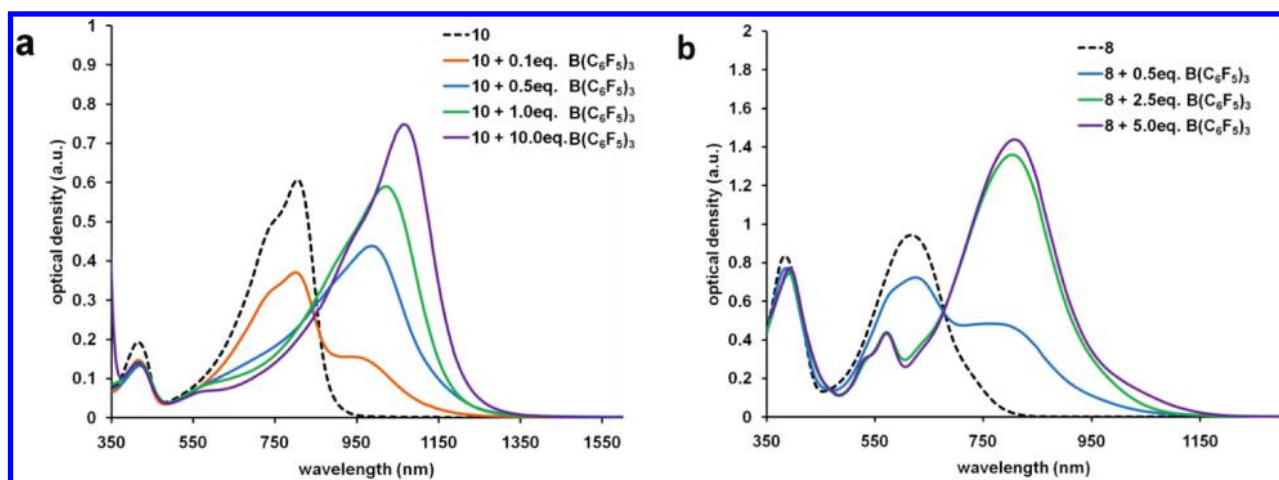 a
optical density (a.u.)
1
0.9
0.8
0.7
0.6
0.5
0.4
0.3
0.2
0.1
0
350 550 750 950 1150 1350 1550
wavelength (nm)
10
10 + 0.1eq. B(C₆F₅)₃
10 + 0.5eq. B(C₆F₅)₃
10 + 1.0eq. B(C₆F₅)₃
10 + 10.0eq. B(C₆F₅)₃
b
optical density (a.u.)
2
1.8
1.6
1.4
1.2
1
0.8
0.6
0.4
0.2
0
350 550 750 950 1150
wavelength (nm)
8
8 + 0.5eq. B(C₆F₅)₃
8 + 2.5eq. B(C₆F₅)₃
8 + 5.0eq. B(C₆F₅)₃